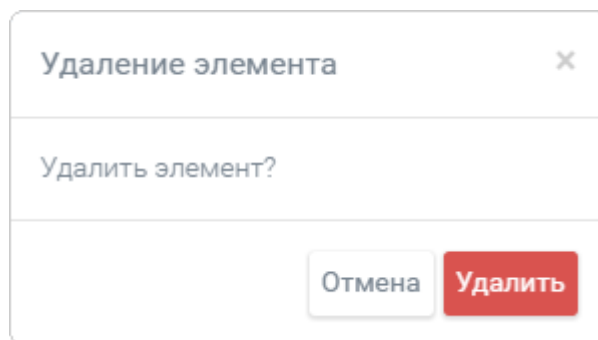 Удаление элемента ×
Удалить элемент?
Отмена Удалить